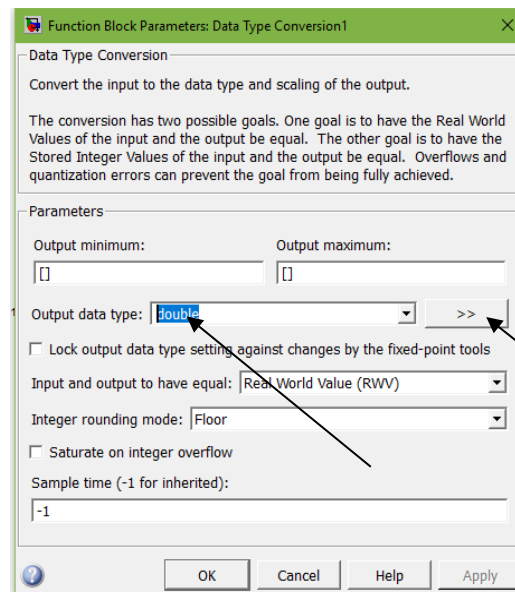 Function Block Parameters: Data Type Conversion1
Data Type Conversion
Convert the input to the data type and scaling of the output.
The conversion has two possible goals. One goal is to have the Real World
Values of the input and the output be equal. The other goal is to have the
Stored Integer Values of the input and the output be equal. Overflows and
quantization errors can prevent the goal from being fully achieved.
Parameters
Output minimum: Output maximum:
[] []
Output data type: double >>
Lock output data type setting against changes by the fixed-point tools
Input and output to have equal: Real World Value (RWV)
Integer rounding mode: Floor
Saturate on integer overflow
Sample time (-1 for inherited):
-1
OK Cancel Help Apply